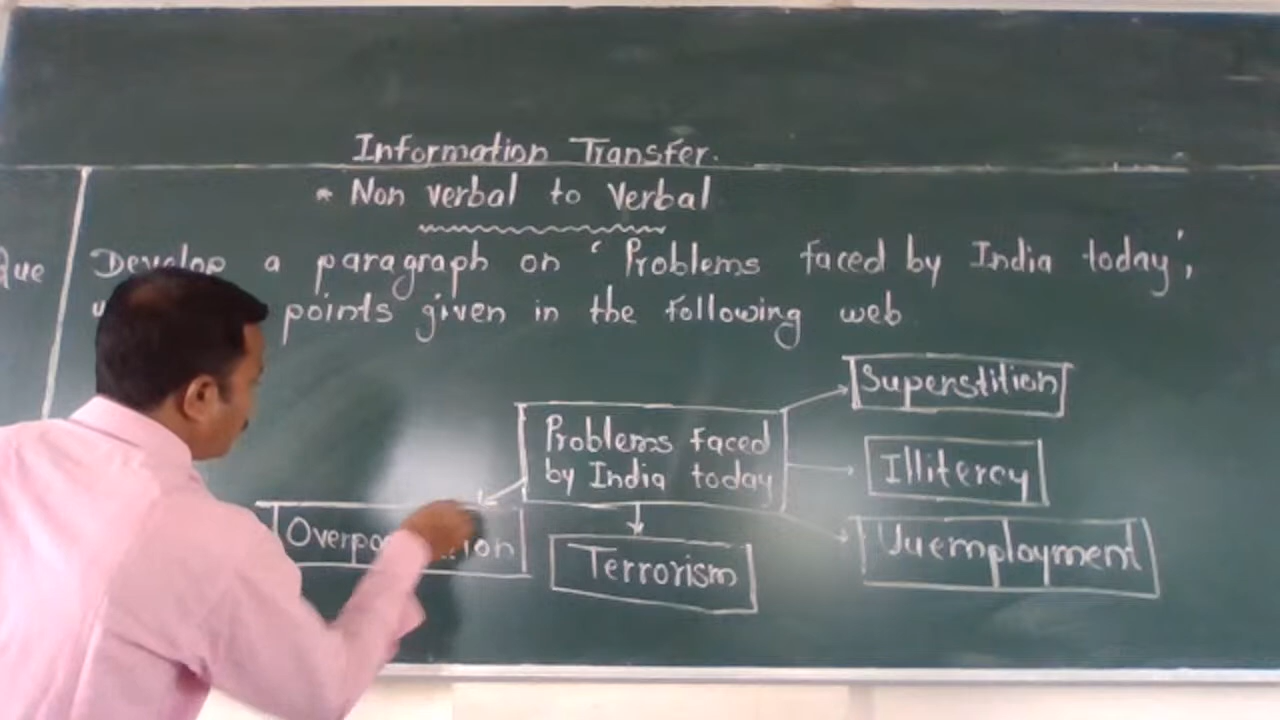 Information Transfer.
* Non verbal to Verbal
Que
Develop a paragraph on 'Problems faced by India today',
points given in the following web
Superstition
Problems faced
by India today
Illiterecy
Terrorism
Uuemployment